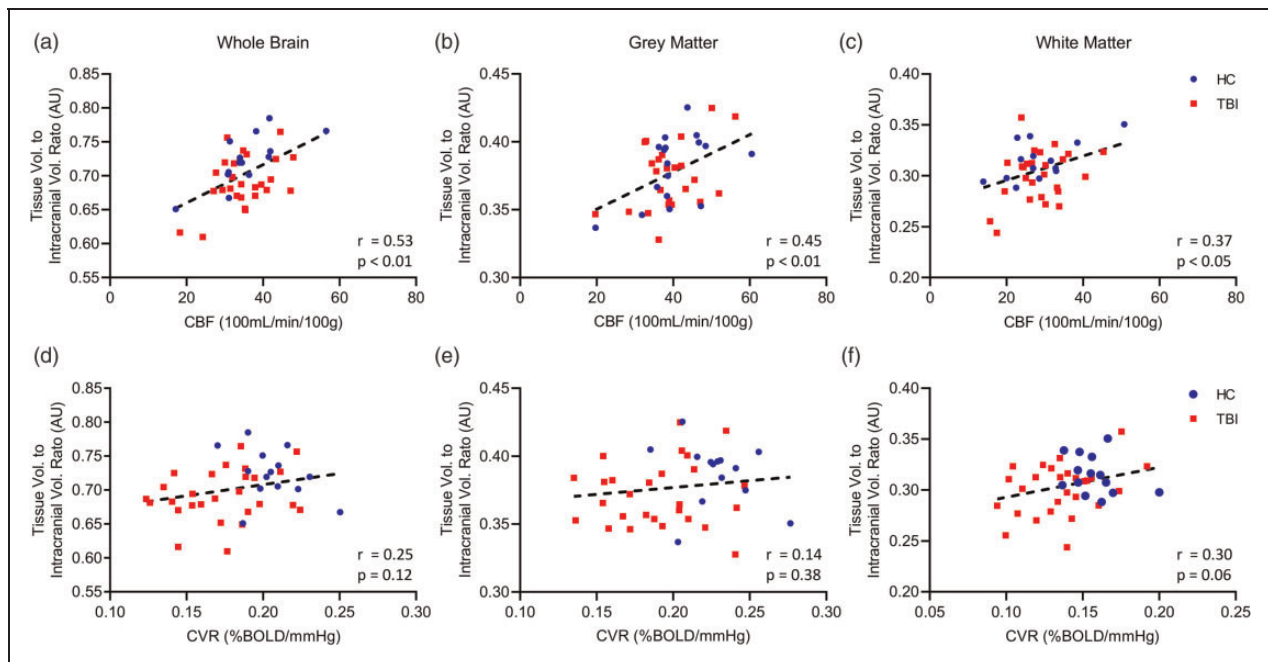 (a) Whole Brain
Tissue Vol. to
Intracranial Vol. Rato (AU)
0.85
0.80
0.75
0.70
0.65
0.60
0.55
r = 0.53
p < 0.01
0 20 40 60 80
CBF (100mL/min/100g)
(b) Grey Matter
Tissue Vol. to
Intracranial Vol. Rato (AU)
0.45
0.40
0.35
0.30
r = 0.45
p < 0.01
0 20 40 60 80
CBF (100mL/min/100g)
(c) White Matter
Tissue Vol. to
Intracranial Vol. Rato (AU)
0.40
0.35
0.30
0.25
0.20
HC
TBI
r = 0.37
p < 0.05
0 20 40 60 80
CBF (100mL/min/100g)
(d)
Tissue Vol. to
Intracranial Vol. Rato (AU)
0.85
0.80
0.75
0.70
0.65
0.60
0.55
r = 0.25
p = 0.12
0.10 0.15 0.20 0.25 0.30
CVR (%BOLD/mmHg)
(e)
Tissue Vol. to
Intracranial Vol. Rato (AU)
0.45
0.40
0.35
0.30
r = 0.14
p = 0.38
0.10 0.15 0.20 0.25 0.30
CVR (%BOLD/mmHg)
(f)
Tissue Vol. to
Intracranial Vol. Rato (AU)
0.40
0.35
0.30
0.25
0.20
HC
TBI
r = 0.30
p = 0.06
0.05 0.10 0.15 0.20 0.25
CVR (%BOLD/mmHg)